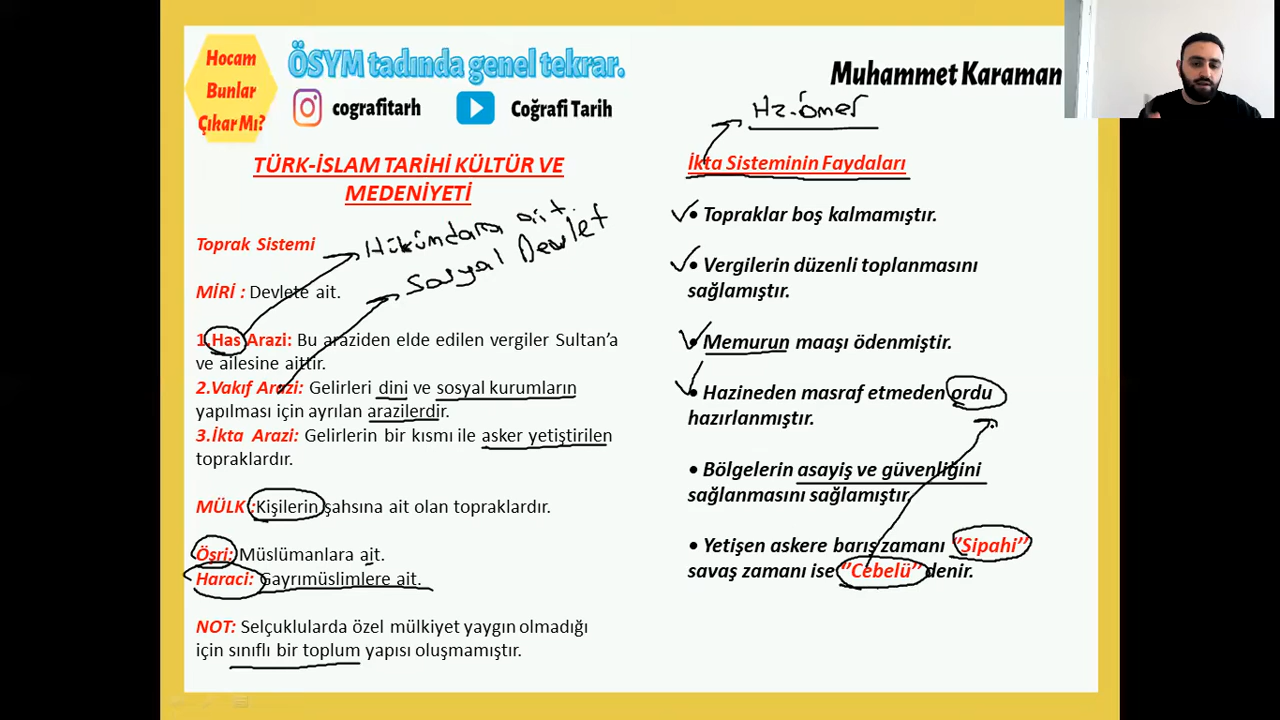 Hocam
Bunlar
Çıkar Mı?
ÖSYM tadında genel tekrar.
cografitarh
Coğrafi Tarih
Muhammet Karaman
Hz. Ömer
TÜRK-İSLAM TARİHİ KÜLTÜR VE
MEDENİYETİ
Hükümdara ait.
Sosyal Devlet
Toprak Sistemi
MİRİ : Devlete ait.
1.Has Arazi: Bu araziden elde edilen vergiler Sultan’a
ve ailesine aittir.
2.Vakıf Arazi: Gelirleri dini ve sosyal kurumların
yapılması için ayrılan arazilerdir.
3.İkta Arazi: Gelirlerin bir kısmı ile asker yetiştirilen
topraklardır.
MÜLK :Kişilerin şahsına ait olan topraklardır.
Öşri: Müslümanlara ait.
Haraci: Gayrımüslimlere ait.
NOT: Selçuklularda özel mülkiyet yaygın olmadığı
için sınıflı bir toplum yapısı oluşmamıştır.
İkta Sisteminin Faydaları
• Topraklar boş kalmamıştır.
• Vergilerin düzenli toplanmasını
sağlamıştır.
• Memurun maaşı ödenmiştir.
• Hazineden masraf etmeden ordu
hazırlanmıştır.
• Bölgelerin asayiş ve güvenliğini
sağlanmasını sağlamıştır.
• Yetişen askere barış zamanı ‘’Sipahi’’
savaş zamanı ise ‘’Cebelü’’ denir.